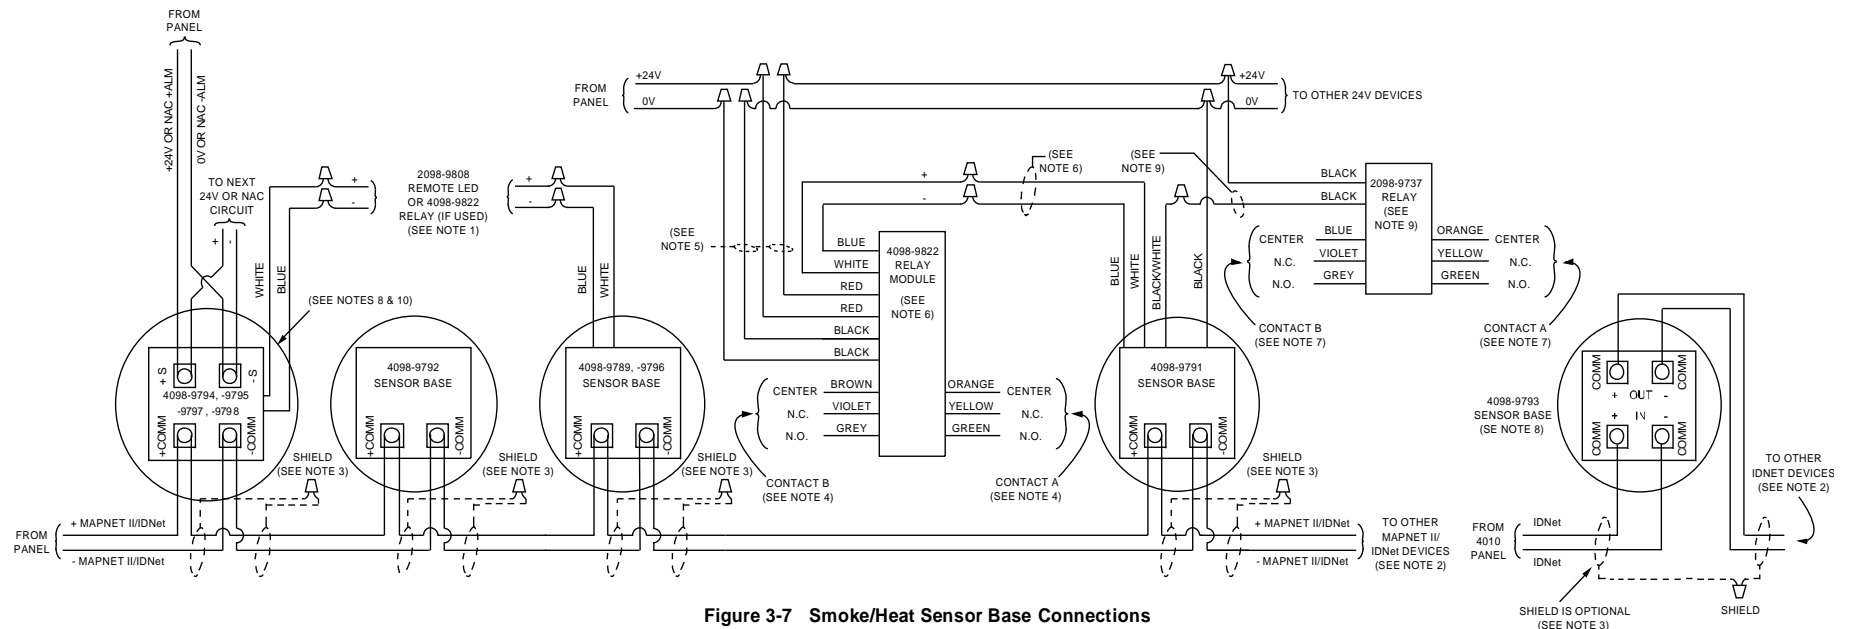 FROM
PANEL
+24V OR NAC +ALM
0V OR NAC -ALM
TO NEXT
24V OR NAC
CIRCUIT
+ -
WHITE
BLUE
+
-
2098-9808
REMOTE LED
OR 4098-9822
RELAY (IF USED)
(SEE NOTE 1)
+
-
BLUE
WHITE
(SEE NOTES 8 & 10)
+ S
- S
4098-9794, -9795
-9797 , -9798
+COMM
-COMM
4098-9792
SENSOR BASE
+COMM
-COMM
4098-9789, -9796
SENSOR BASE
+COMM
-COMM
SHIELD
(SEE NOTE 3)
SHIELD
(SEE NOTE 3)
SHIELD
(SEE NOTE 3)
FROM
PANEL
+ MAPNET II/IDNet
- MAPNET II/IDNet
FROM
PANEL
+24V
0V
+24V
0V
TO OTHER 24V DEVICES
(SEE
NOTE 5)
+
-
(SEE
NOTE 6)
(SEE
NOTE 9)
BLUE
WHITE
RED
RED
BLACK
BLACK
4098-9822
RELAY
MODULE
(SEE
NOTE 6)
CENTER
N.C.
N.O.
BROWN
VIOLET
GREY
ORANGE
YELLOW
GREEN
CENTER
N.C.
N.O.
CONTACT B
(SEE NOTE 4)
CONTACT A
(SEE NOTE 4)
BLUE
WHITE
BLACK/WHITE
BLACK
4098-9791
SENSOR BASE
+COMM
-COMM
SHIELD
(SEE NOTE 3)
+ MAPNET II/IDNet
- MAPNET II/IDNet
TO OTHER
MAPNET II/
IDNet DEVICES
(SEE NOTE 2)
BLACK
BLACK
2098-9737
RELAY
(SEE
NOTE 9)
CENTER
N.C.
N.O.
BLUE
VIOLET
GREY
ORANGE
YELLOW
GREEN
CENTER
N.C.
N.O.
CONTACT B
(SEE NOTE 7)
CONTACT A
(SEE NOTE 7)
4098-9793
SENSOR BASE
(SE NOTE 8)
COMM
COMM
+ OUT -
+ IN -
COMM
COMM
TO OTHER
IDNET DEVICES
(SEE NOTE 2)
FROM
4010
PANEL
IDNet
IDNet
SHIELD IS OPTIONAL
(SEE NOTE 3)
SHIELD
Figure 3-7 Smoke/Heat Sensor Base Connections